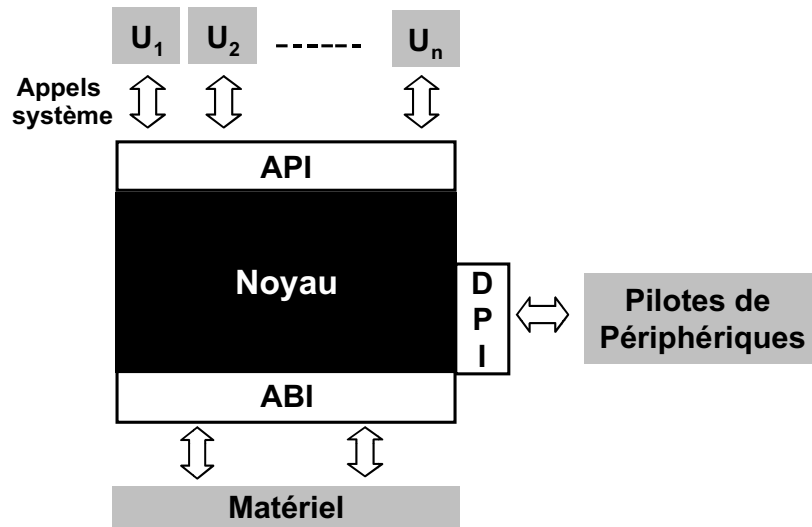 U1 U2 ------ Un
Appels
système
API
Noyau
D
P
I
Pilotes de
Périphériques
ABI
Matériel